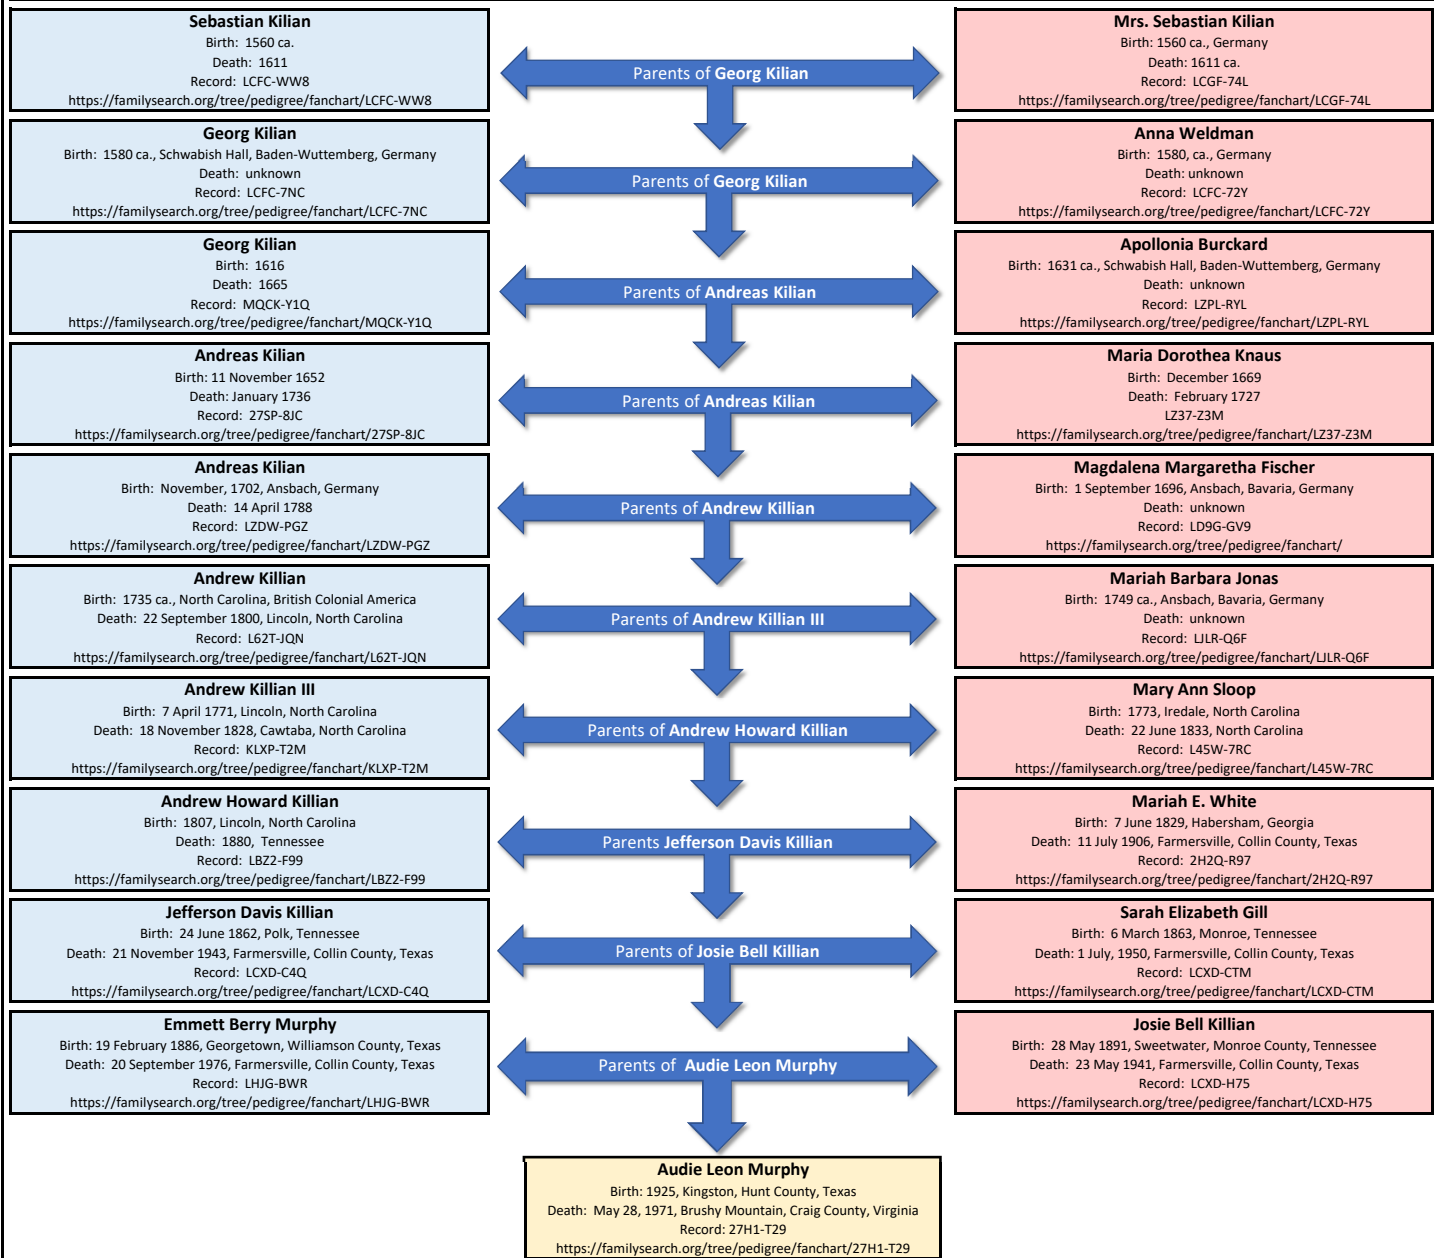 Sebastian Kilian
Birth: 1560 ca.
Death: 1611
Record: LCFC-WW8
https://familysearch.org/tree/pedigree/fanchart/LCFC-WW8
Parents of Georg Kilian
Mrs. Sebastian Kilian
Birth: 1560 ca., Germany
Death: 1611 ca.
Record: LCGF-74L
https://familysearch.org/tree/pedigree/fanchart/LCGF-74L
Georg Kilian
Birth: 1580 ca., Schwabish Hall, Baden-Wuttemberg, Germany
Death: unknown
Record: LCFC-7NC
https://familysearch.org/tree/pedigree/fanchart/LCFC-7NC
Parents of Georg Kilian
Anna Weldman
Birth: 1580, ca., Germany
Death: unknown
Record: LCFC-72Y
https://familysearch.org/tree/pedigree/fanchart/LCFC-72Y
Georg Kilian
Birth: 1616
Death: 1665
Record: MQCK-Y1Q
https://familysearch.org/tree/pedigree/fanchart/MQCK-Y1Q
Parents of Andreas Kilian
Apollonia Burckard
Birth: 1631 ca., Schwabish Hall, Baden-Wuttemberg, Germany
Death: unknown
Record: LZPL-RYL
https://familysearch.org/tree/pedigree/fanchart/LZPL-RYL
Andreas Kilian
Birth: 11 November 1652
Death: January 1736
Record: 27SP-8JC
https://familysearch.org/tree/pedigree/fanchart/27SP-8JC
Parents of Andreas Kilian
Maria Dorothea Knaus
Birth: December 1669
Death: February 1727
LZ37-Z3M
https://familysearch.org/tree/pedigree/fanchart/LZ37-Z3M
Andreas Kilian
Birth: November, 1702, Ansbach, Germany
Death: 14 April 1788
Record: LZDW-PGZ
https://familysearch.org/tree/pedigree/fanchart/LZDW-PGZ
Parents of Andrew Killian
Magdalena Margaretha Fischer
Birth: 1 September 1696, Ansbach, Bavaria, Germany
Death: unknown
Record: LD9G-GV9
https://familysearch.org/tree/pedigree/fanchart/
Andrew Killian
Birth: 1735 ca., North Carolina, British Colonial America
Death: 22 September 1800, Lincoln, North Carolina
Record: L62T-JQN
https://familysearch.org/tree/pedigree/fanchart/L62T-JQN
Parents of Andrew Killian III
Mariah Barbara Jonas
Birth: 1749 ca., Ansbach, Bavaria, Germany
Death: unknown
Record: LJLR-Q6F
https://familysearch.org/tree/pedigree/fanchart/LJLR-Q6F
Andrew Killian III
Birth: 7 April 1771, Lincoln, North Carolina
Death: 18 November 1828, Cawtaba, North Carolina
Record: KLXP-T2M
https://familysearch.org/tree/pedigree/fanchart/KLXP-T2M
Parents of Andrew Howard Killian
Mary Ann Sloop
Birth: 1773, Iredale, North Carolina
Death: 22 June 1833, North Carolina
Record: L45W-7RC
https://familysearch.org/tree/pedigree/fanchart/L45W-7RC
Andrew Howard Killian
Birth: 1807, Lincoln, North Carolina
Death: 1880, Tennessee
Record: LBZ2-F99
https://familysearch.org/tree/pedigree/fanchart/LBZ2-F99
Parents Jefferson Davis Killian
Mariah E. White
Birth: 7 June 1829, Habersham, Georgia
Death: 11 July 1906, Farmersville, Collin County, Texas
Record: 2H2Q-R97
https://familysearch.org/tree/pedigree/fanchart/2H2Q-R97
Jefferson Davis Killian
Birth: 24 June 1862, Polk, Tennessee
Death: 21 November 1943, Farmersville, Collin County, Texas
Record: LCXD-C4Q
https://familysearch.org/tree/pedigree/fanchart/LCXD-C4Q
Parents of Josie Bell Killian
Sarah Elizabeth Gill
Birth: 6 March 1863, Monroe, Tennessee
Death: 1 July, 1950, Farmersville, Collin County, Texas
Record: LCXD-CTM
https://familysearch.org/tree/pedigree/fanchart/LCXD-CTM
Emmett Berry Murphy
Birth: 19 February 1886, Georgetown, Williamson County, Texas
Death: 20 September 1976, Farmersville, Collin County, Texas
Record: LHJG-BWR
https://familysearch.org/tree/pedigree/fanchart/LHJG-BWR
Parents of Audie Leon Murphy
Josie Bell Killian
Birth: 28 May 1891, Sweetwater, Monroe County, Tennessee
Death: 23 May 1941, Farmersville, Collin County, Texas
Record: LCXD-H75
https://familysearch.org/tree/pedigree/fanchart/LCXD-H75
Audie Leon Murphy
Birth: 1925, Kingston, Hunt County, Texas
Death: May 28, 1971, Brushy Mountain, Craig County, Virginia
Record: 27H1-T29
https://familysearch.org/tree/pedigree/fanchart/27H1-T29